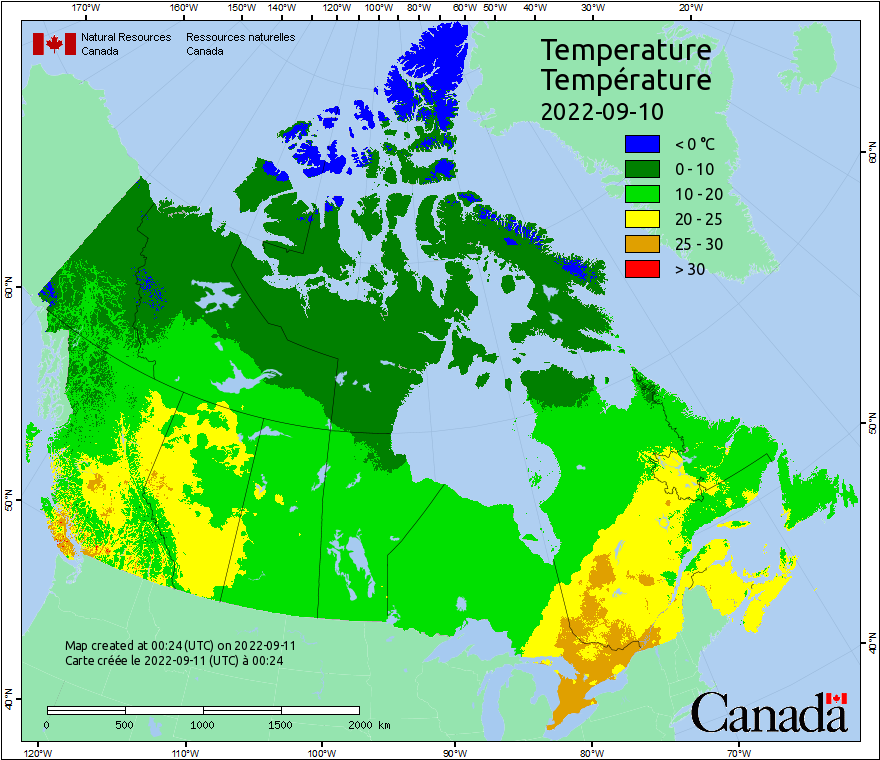 170°W 160°W 150°W 140°W 130°W 120°W 110°W 100°W 80°W 60°W 50°W 40°W 30°W 20°W
Natural Resources Ressources naturelles
Canada Canada
Temperature
Température
2022-09-10
< 0 °C
0 - 10
10 - 20
20 - 25
25 - 30
> 30
60°N 60°N
50°N 50°N
40°N 40°N
Map created at 00:24 (UTC) on 2022-09-11
Carte créée le 2022-09-11 (UTC) à 00:24
0 500 1000 1500 2000 km
Canada
120°W 110°W 100°W 90°W 80°W 70°W